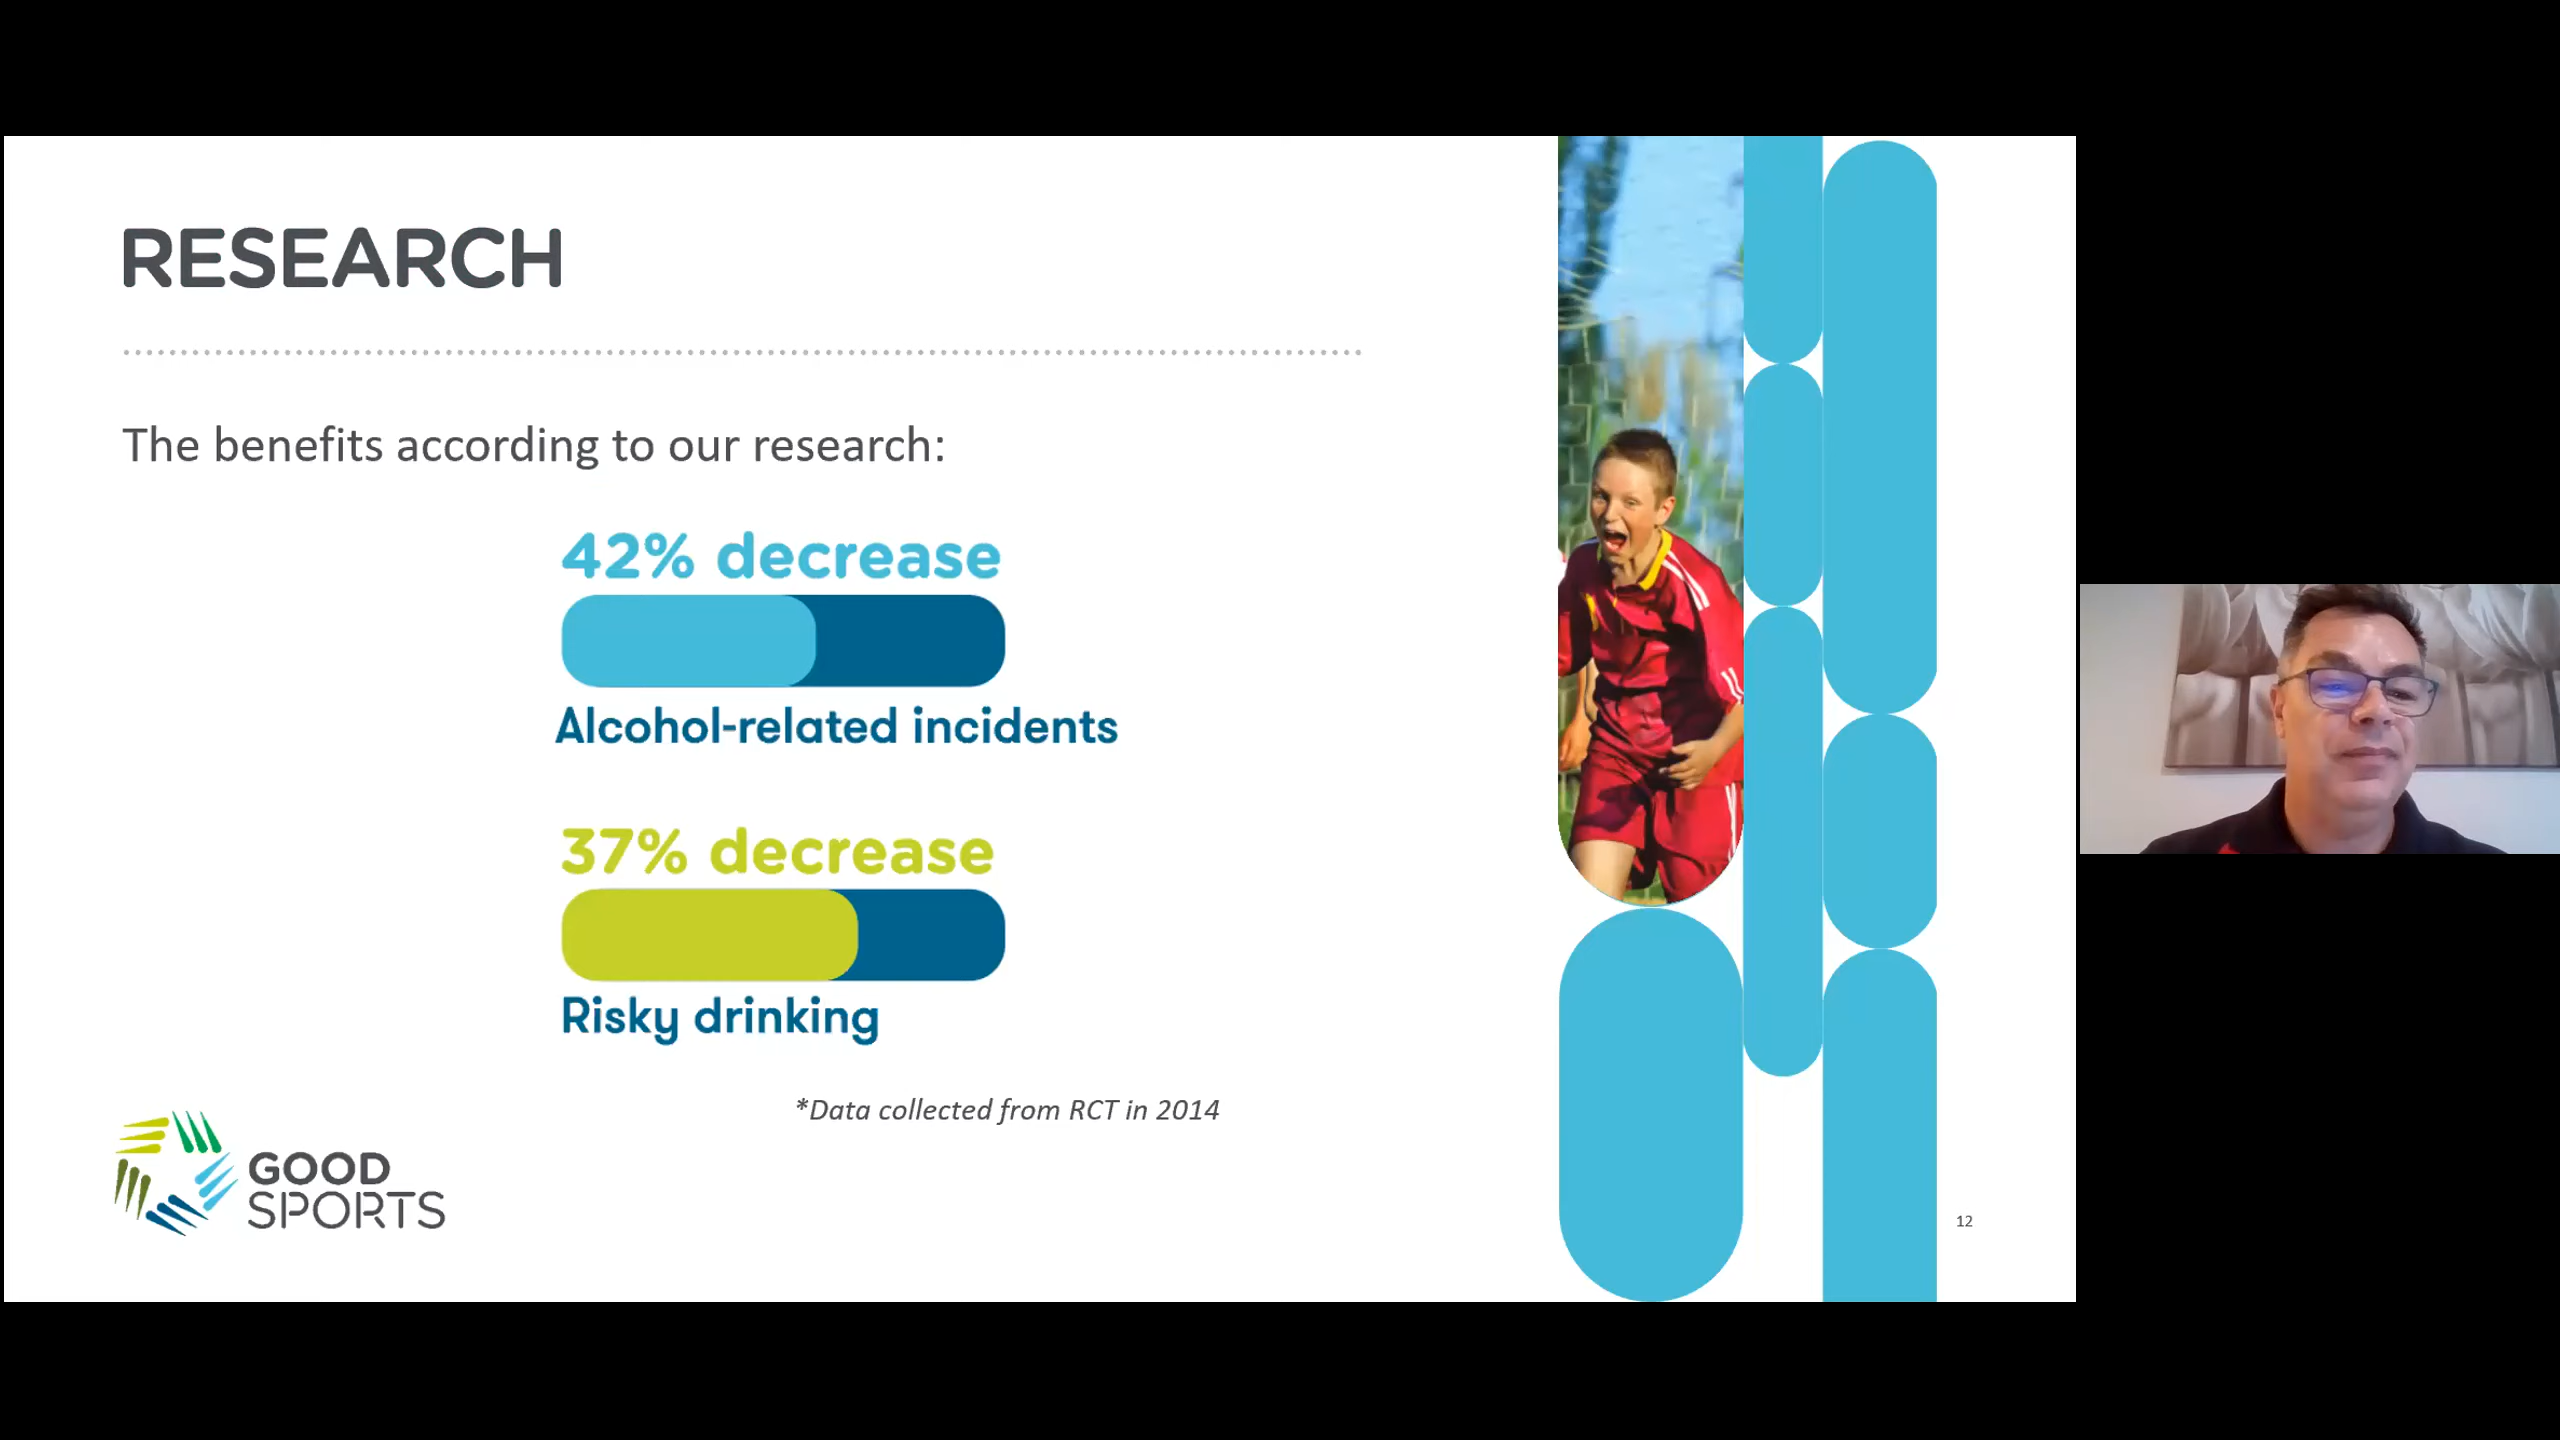 RESEARCH
The benefits according to our research:
42% decrease
Alcohol-related incidents
37% decrease
Risky drinking
*Data collected from RCT in 2014
GOOD
SPORTS
12